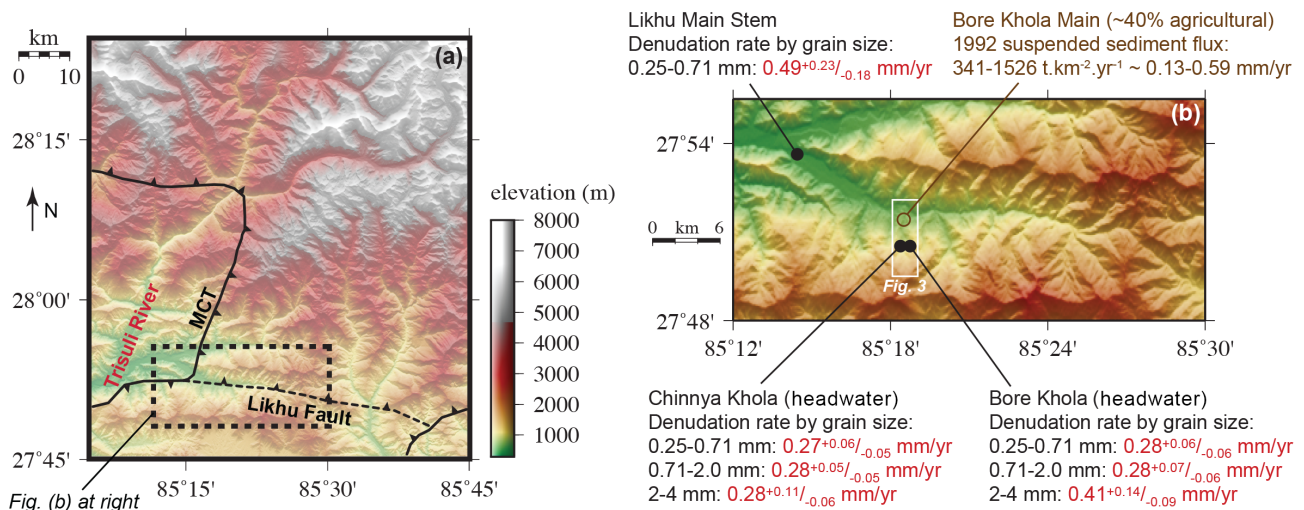 km
0 10
(a)
28°15'
N
28°00'
27°45'
85°15' 85°30' 85°45'
Trisuli River
MCT
Likhu Fault
Fig. (b) at right
elevation (m)
8000
7000
6000
5000
4000
3000
2000
1000
Likhu Main Stem
Denudation rate by grain size:
0.25-0.71 mm: 0.49+0.23/-0.18 mm/yr
Bore Khola Main (~40% agricultural)
1992 suspended sediment flux:
341-1526 t.km-2.yr-1 ~ 0.13-0.59 mm/yr
(b)
27°54'
0 km 6
Fig. 3
27°48'
85°12' 85°18' 85°24' 85°30'
Chinnya Khola (headwater)
Denudation rate by grain size:
0.25-0.71 mm: 0.27+0.06/-0.05 mm/yr
0.71-2.0 mm: 0.28+0.05/-0.05 mm/yr
2-4 mm: 0.28+0.11/-0.06 mm/yr
Bore Khola (headwater)
Denudation rate by grain size:
0.25-0.71 mm: 0.28+0.06/-0.06 mm/yr
0.71-2.0 mm: 0.28+0.07/-0.06 mm/yr
2-4 mm: 0.41+0.14/-0.09 mm/yr